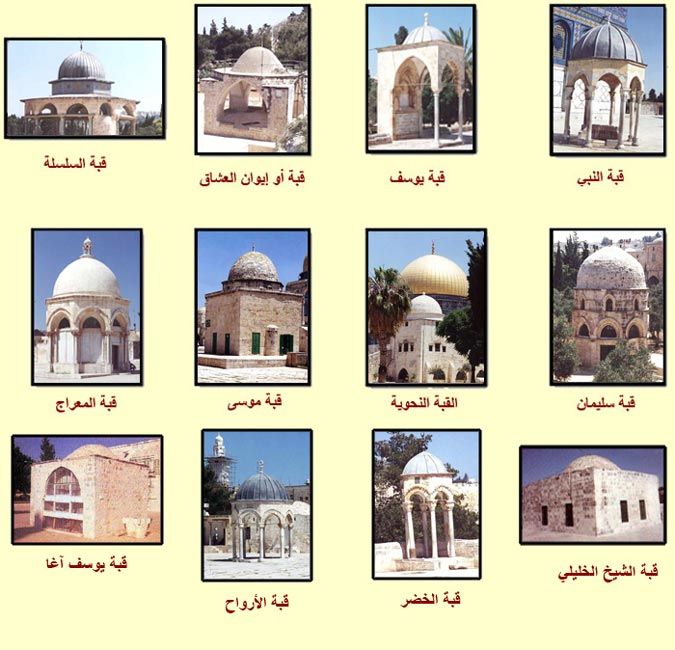 قبة النبي
قبة يوسف
قبة أو إيوان العشاق
قبة السلسلة
قبة سليمان
القبة النحوية
قبة موسى
قبة المعراج
قبة الشيخ الخليلي
قبة الخضر
قبة الأرواح
قبة يوسف آغا